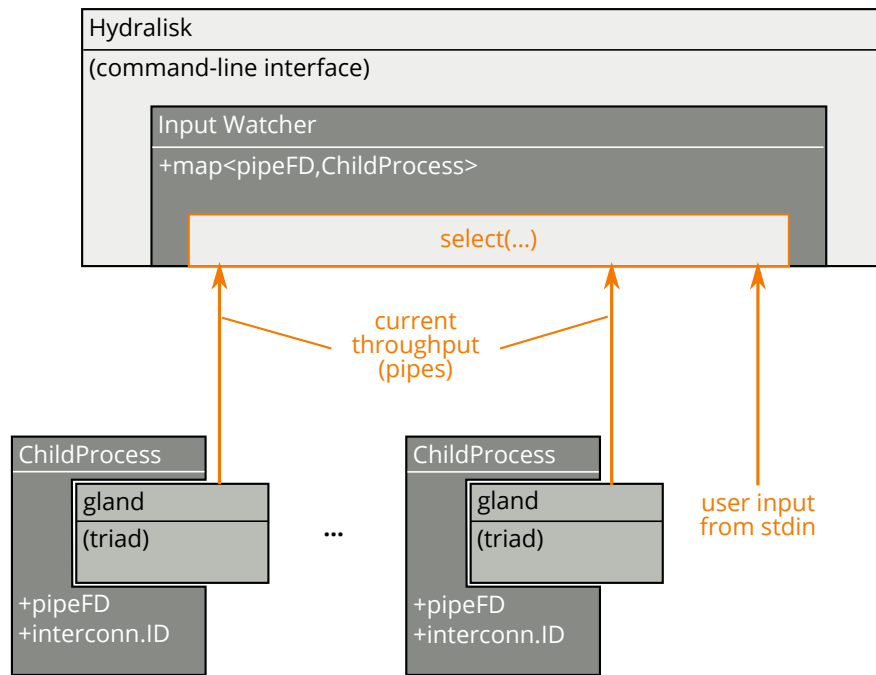 Hydralisk
(command-line interface)
Input Watcher
+map<pipeFD,ChildProcess>
select(...)
current
throughput
(pipes)
ChildProcess
gland
(triad)
+pipeFD
+interconn.ID
...
ChildProcess
gland
(triad)
+pipeFD
+interconn.ID
user input
from stdin